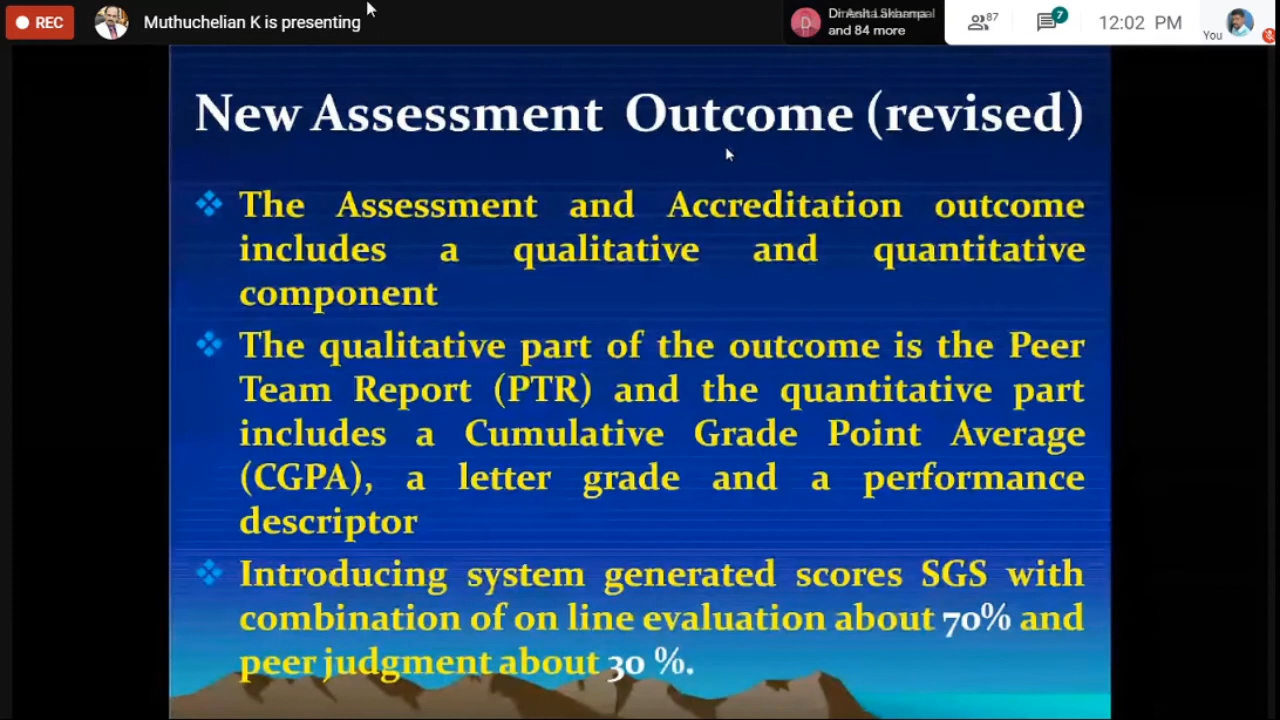 REC
Muthuchelian K is presenting
and 84 more
87
7
12:02 PM
You
New Assessment Outcome (revised)
The Assessment and Accreditation outcome
includes a qualitative and quantitative
component
The qualitative part of the outcome is the Peer
Team Report (PTR) and the quantitative part
includes a Cumulative Grade Point Average
(CGPA), a letter grade and a performance
descriptor
Introducing system generated scores SGS with
combination of on line evaluation about 70% and
peer judgment about 30 %.